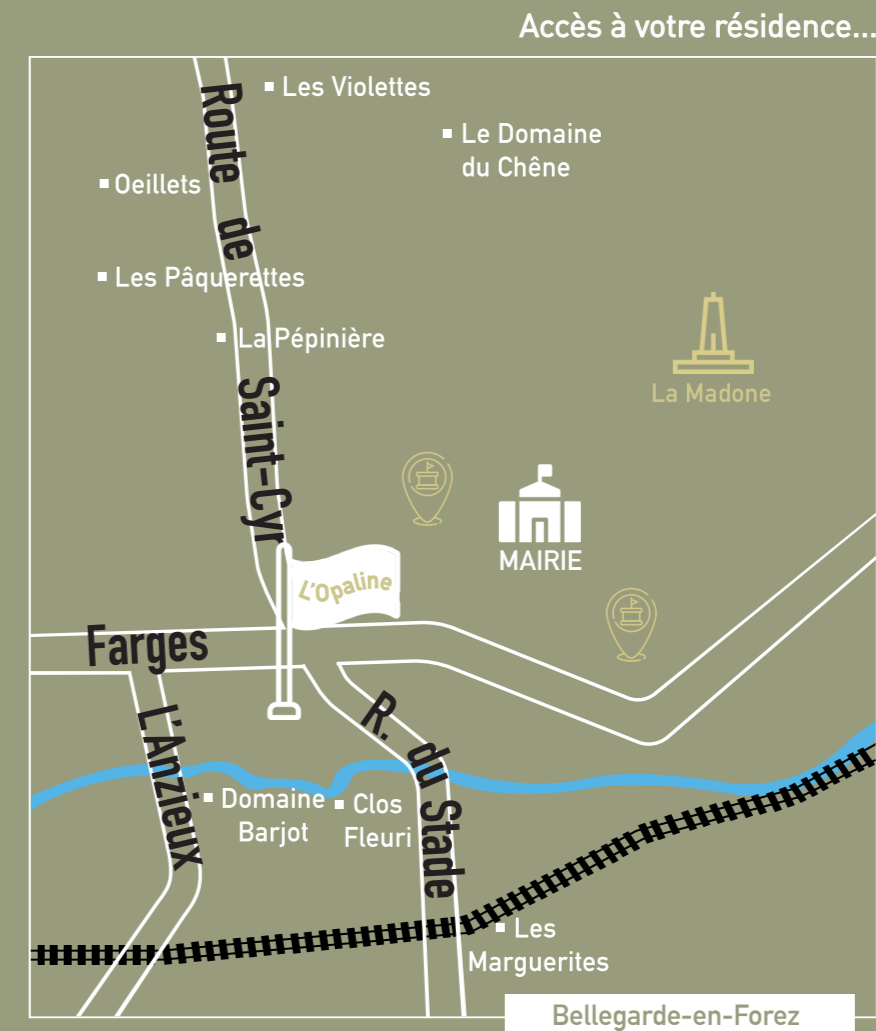 Accès à votre résidence...
Les Violettes
Route de Saint-Cyr
Le Domaine
du Chêne
Oeillets
Les Pâquerettes
La Pépinière
La Madone
MAIRIE
L'Opaline
Farges
L'Anzieux
R. du Stade
Domaine
Barjot
Clos
Fleuri
Les
Marguerites
Bellegarde-en-Forez